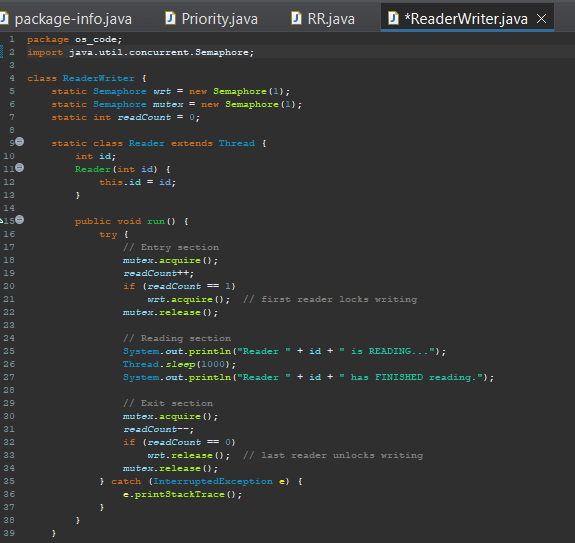 package-info.java Priority.java RR.java *ReaderWriter.java
1 package os_code;
2 import java.util.concurrent.Semaphore;
3
4 class ReaderWriter {
5     static Semaphore wrt = new Semaphore(1);
6     static Semaphore mutex = new Semaphore(1);
7     static int readCount = 0;
8
9     static class Reader extends Thread {
10         int id;
11         Reader(int id) {
12             this.id = id;
13         }
14
15         public void run() {
16             try {
17                 // Entry section
18                 mutex.acquire();
19                 readCount++;
20                 if (readCount == 1)
21                     wrt.acquire();  // first reader locks writing
22                 mutex.release();
23
24                 // Reading section
25                 System.out.println("Reader " + id + " is READING...");
26                 Thread.sleep(1000);
27                 System.out.println("Reader " + id + " has FINISHED reading.");
28
29                 // Exit section
30                 mutex.acquire();
31                 readCount--;
32                 if (readCount == 0)
33                     wrt.release();  // last reader unlocks writing
34                 mutex.release();
35             } catch (InterruptedException e) {
36                 e.printStackTrace();
37             }
38         }
39     }